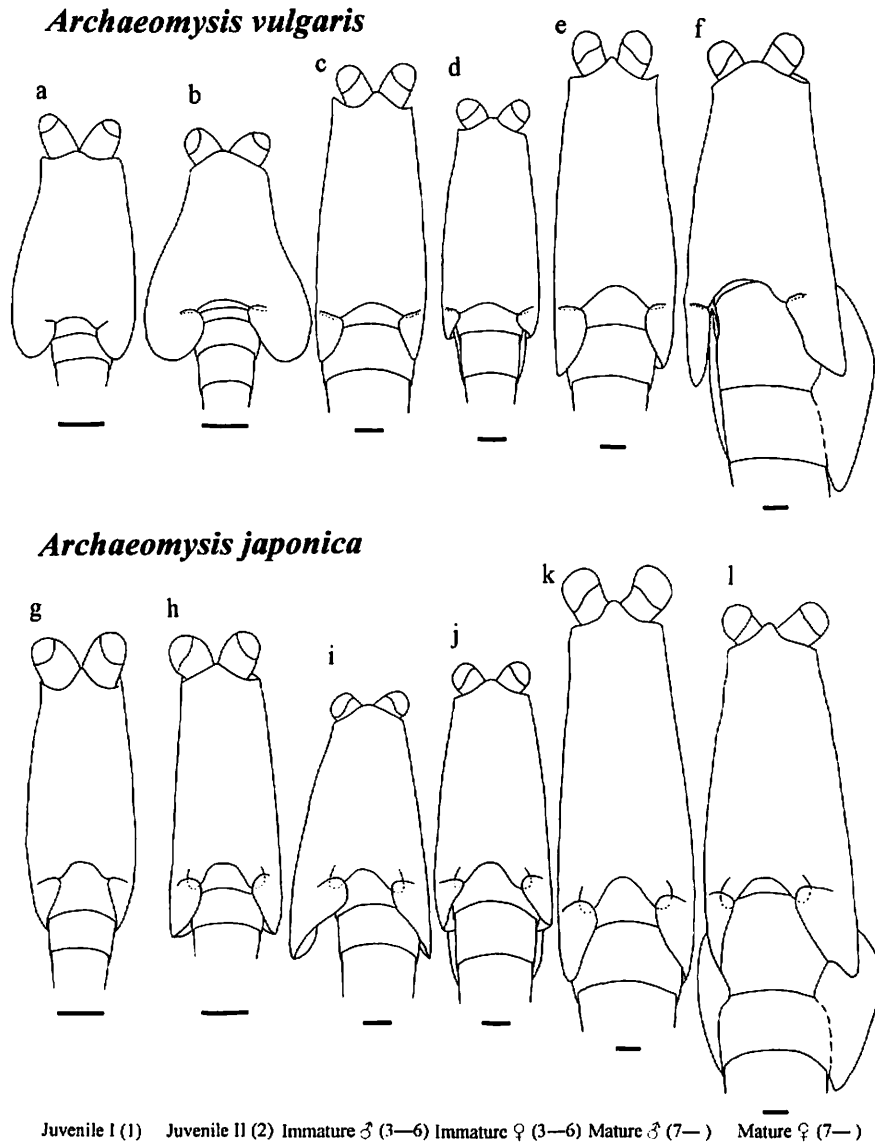 Archaeomysis vulgaris
a b c d e f
Archaeomysis japonica
g h i j k l
Juvenile I (1) Juvenile II (2) Immature ♂ (3—6) Immature ♀ (3—6) Mature ♂ (7— ) Mature ♀ (7— )